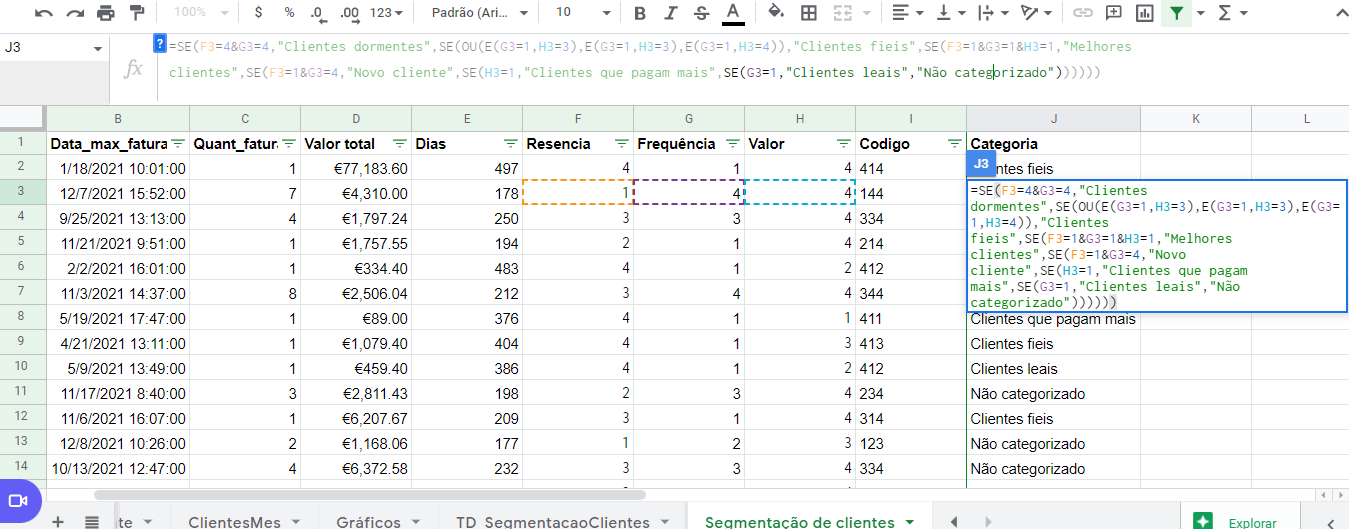 100% $ % .0 .00 123 Padrão (Ari... 10 B I S A
J3 ? fx =SE(F3=4&G3=4,"Clientes dormentes",SE(OU(E(G3=1,H3=3),E(G3=1,H3=3),E(G3=1,H3=4)),"Clientes fieis",SE(F3=1&G3=1&H3=1,"Melhores
clientes",SE(F3=1&G3=4,"Novo cliente",SE(H3=1,"Clientes que pagam mais",SE(G3=1,"Clientes leais","Não categorizado"))))))
B C D E F G H I J K L
1 Data_max_fatura Quant_fatura Valor total Dias Resencia Frequência Valor Codigo Categoria
2 1/18/2021 10:01:00 1 €77,183.60 497 4 1 4 414 Clientes fieis
J3
3 12/7/2021 15:52:00 7 €4,310.00 178 1 4 4 144
=SE(F3=4&G3=4,"Clientes
dormentes",SE(OU(E(G3=1,H3=3),E(G3=1,H3=3),E(G3=
1,H3=4)),"Clientes
fieis",SE(F3=1&G3=1&H3=1,"Melhores
clientes",SE(F3=1&G3=4,"Novo
cliente",SE(H3=1,"Clientes que pagam
mais",SE(G3=1,"Clientes leais","Não
categorizado"))))))
4 9/25/2021 13:13:00 4 €1,797.24 250 3 3 4 334
5 11/21/2021 9:51:00 1 €1,757.55 194 2 1 4 214
6 2/2/2021 16:01:00 1 €334.40 483 4 1 2 412
7 11/3/2021 14:37:00 8 €2,506.04 212 3 4 4 344
8 5/19/2021 17:47:00 1 €89.00 376 4 1 1 411 Clientes que pagam mais
9 4/21/2021 13:11:00 1 €1,079.40 404 4 1 3 413 Clientes fieis
10 5/9/2021 13:49:00 1 €459.40 386 4 1 2 412 Clientes leais
11 11/17/2021 8:40:00 3 €2,811.43 198 2 3 4 234 Não categorizado
12 11/6/2021 16:07:00 1 €6,207.67 209 3 1 4 314 Clientes fieis
13 12/8/2021 10:26:00 2 €1,168.06 177 1 2 3 123 Não categorizado
14 10/13/2021 12:47:00 4 €6,372.58 232 3 3 4 334 Não categorizado
te ClientesMes Gráficos TD_SegmentacaoClientes Segmentação de clientes Explorar